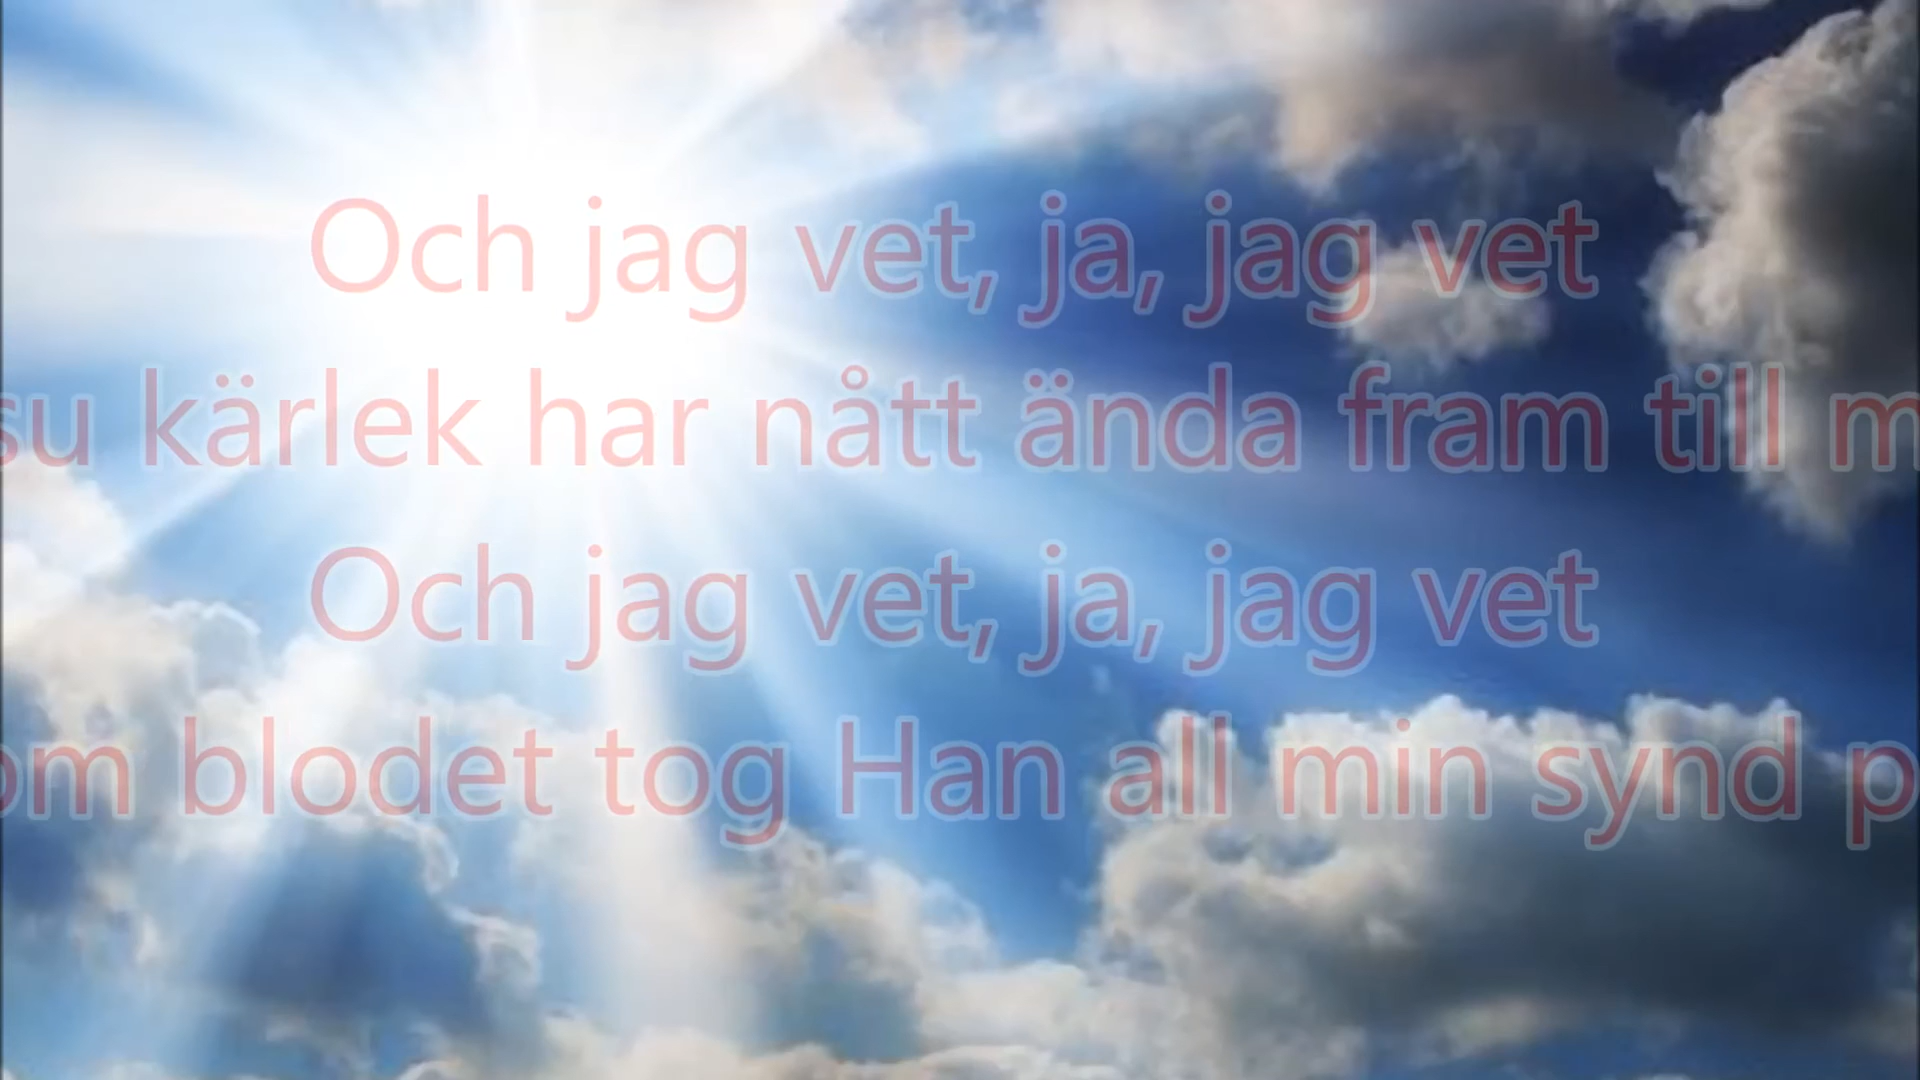 Och jag vet, ja, jag vet
su kärlek har nått ända fram till m
Och jag vet, ja, jag vet
om blodet tog Han all min synd p